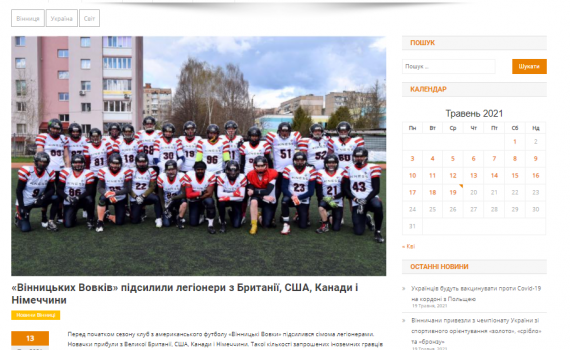 Вінниця Україна Світ
«Вінницьких Вовків» підсилили легіонери з Британії, США, Канади і
Німеччини
Новини Вінниці
13
Перед початком сезону клуб з американського футболу «Вінницькі Вовки» підсилився сімома легіонерами.
Новачки прибули з Великої Британії, США, Канади і Німеччини. Такої кількості запрошених іноземних гравців
ПОШУК
Пошук ...
Шукати
КАЛЕНДАР
Травень 2021
Пн Вт Ср Чт Пт Сб Нд
1 2
3 4 5 6 7 8 9
10 11 12 13 14 15 16
17 18 19 20 21 22 23
24 25 26 27 28 29 30
31
« Кві
ОСТАННІ НОВИНИ
Українців будуть вакцинувати проти Covid-19
на кордоні з Польщею
19 Травня, 2021
Вінничани привезли з чемпіонату України зі
спортивного орієнтування «золото», «срібло»
та «бронзу»
19 Травня, 2021